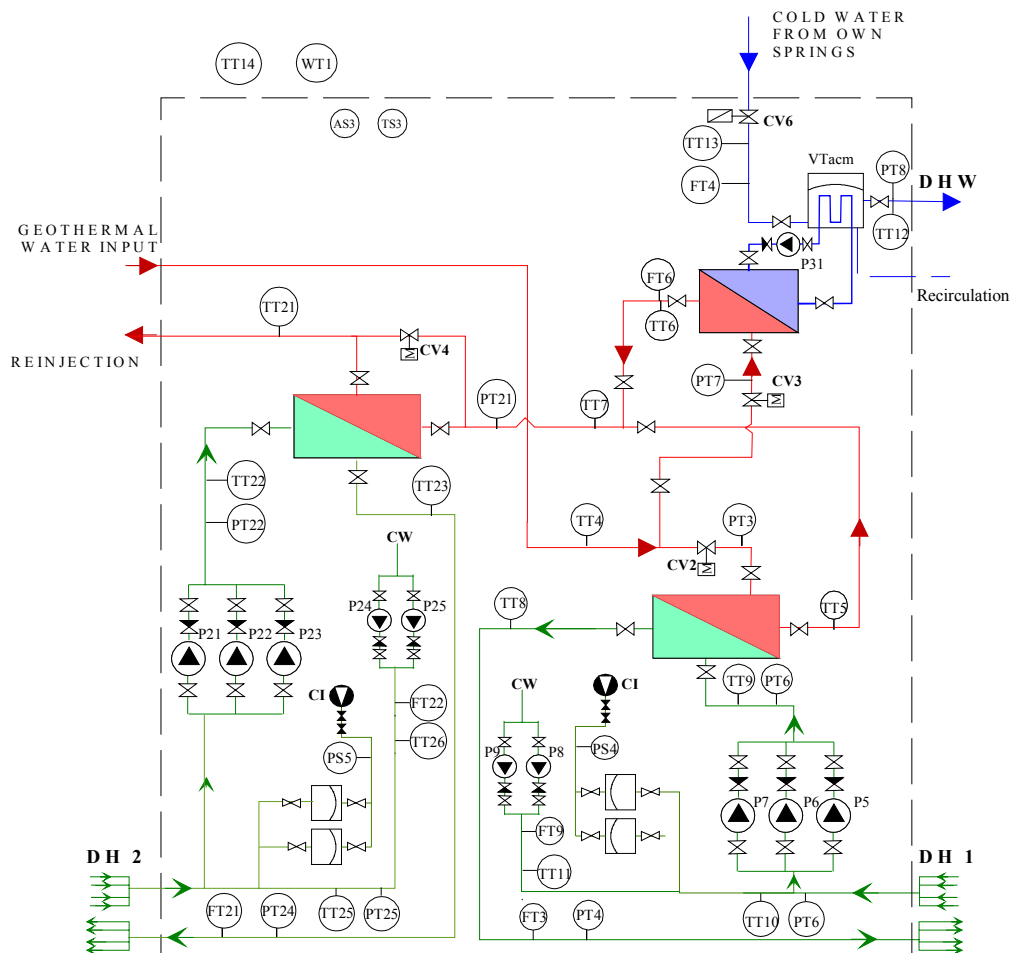 COLD WATER
FROM OWN
SPRINGS
TT14
WT1
AS3
TS3
CV6
TT13
VTacm
PT8
DHW
FT4
TT12
GEOTHERMAL
WATER INPUT
P31
FT6
Recirculation
TT21
TT6
REINJECTION
M
CV4
PT7
CV3
M
PT21
TT7
TT22
TT23
PT22
TT4
PT3
CW
CV2
M
P24
P25
TT8
TT5
P21
P22
P23
CW
CI
TT9
PT6
CI
FT22
TT26
P9
P8
PS4
PS5
P7
P6
P5
FT9
DH 2
TT11
DH 1
FT21
PT24
TT25
PT25
FT3
PT4
TT10
PT6